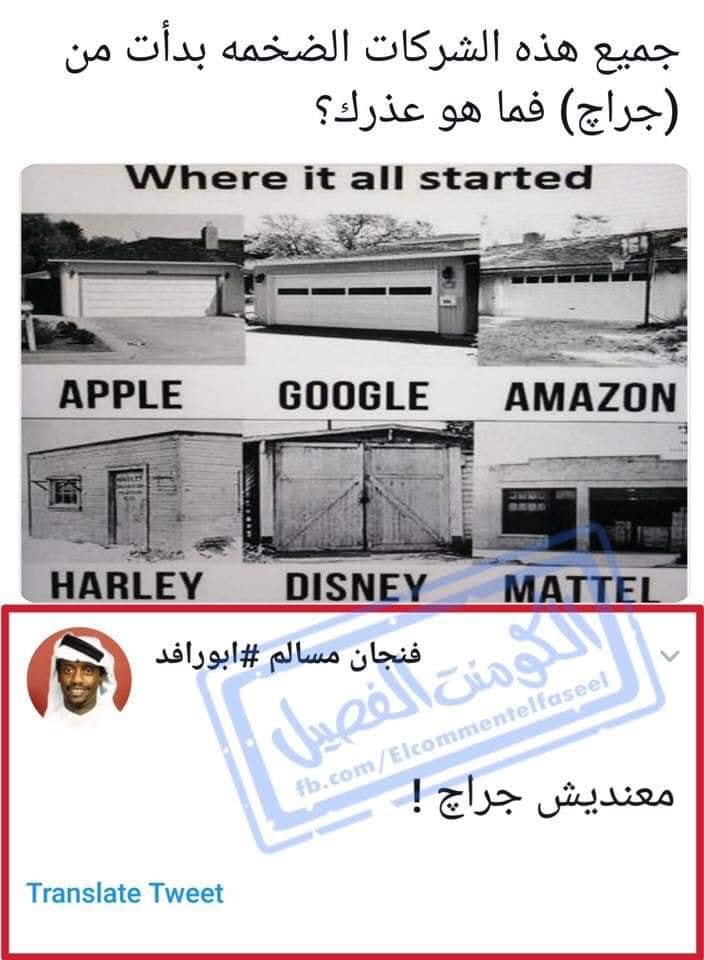 جميع هذه الشركات الضخمه بدأت من
(جراچ) فما هو عذرك؟
Where it all started
APPLE GOOGLE AMAZON
HARLEY DISNEY MATTEL
فنجان مسالم #ابورافد
الكومنت الفصيل
fb.com/Elcommentelfaseel
معنديش جراچ !
Translate Tweet